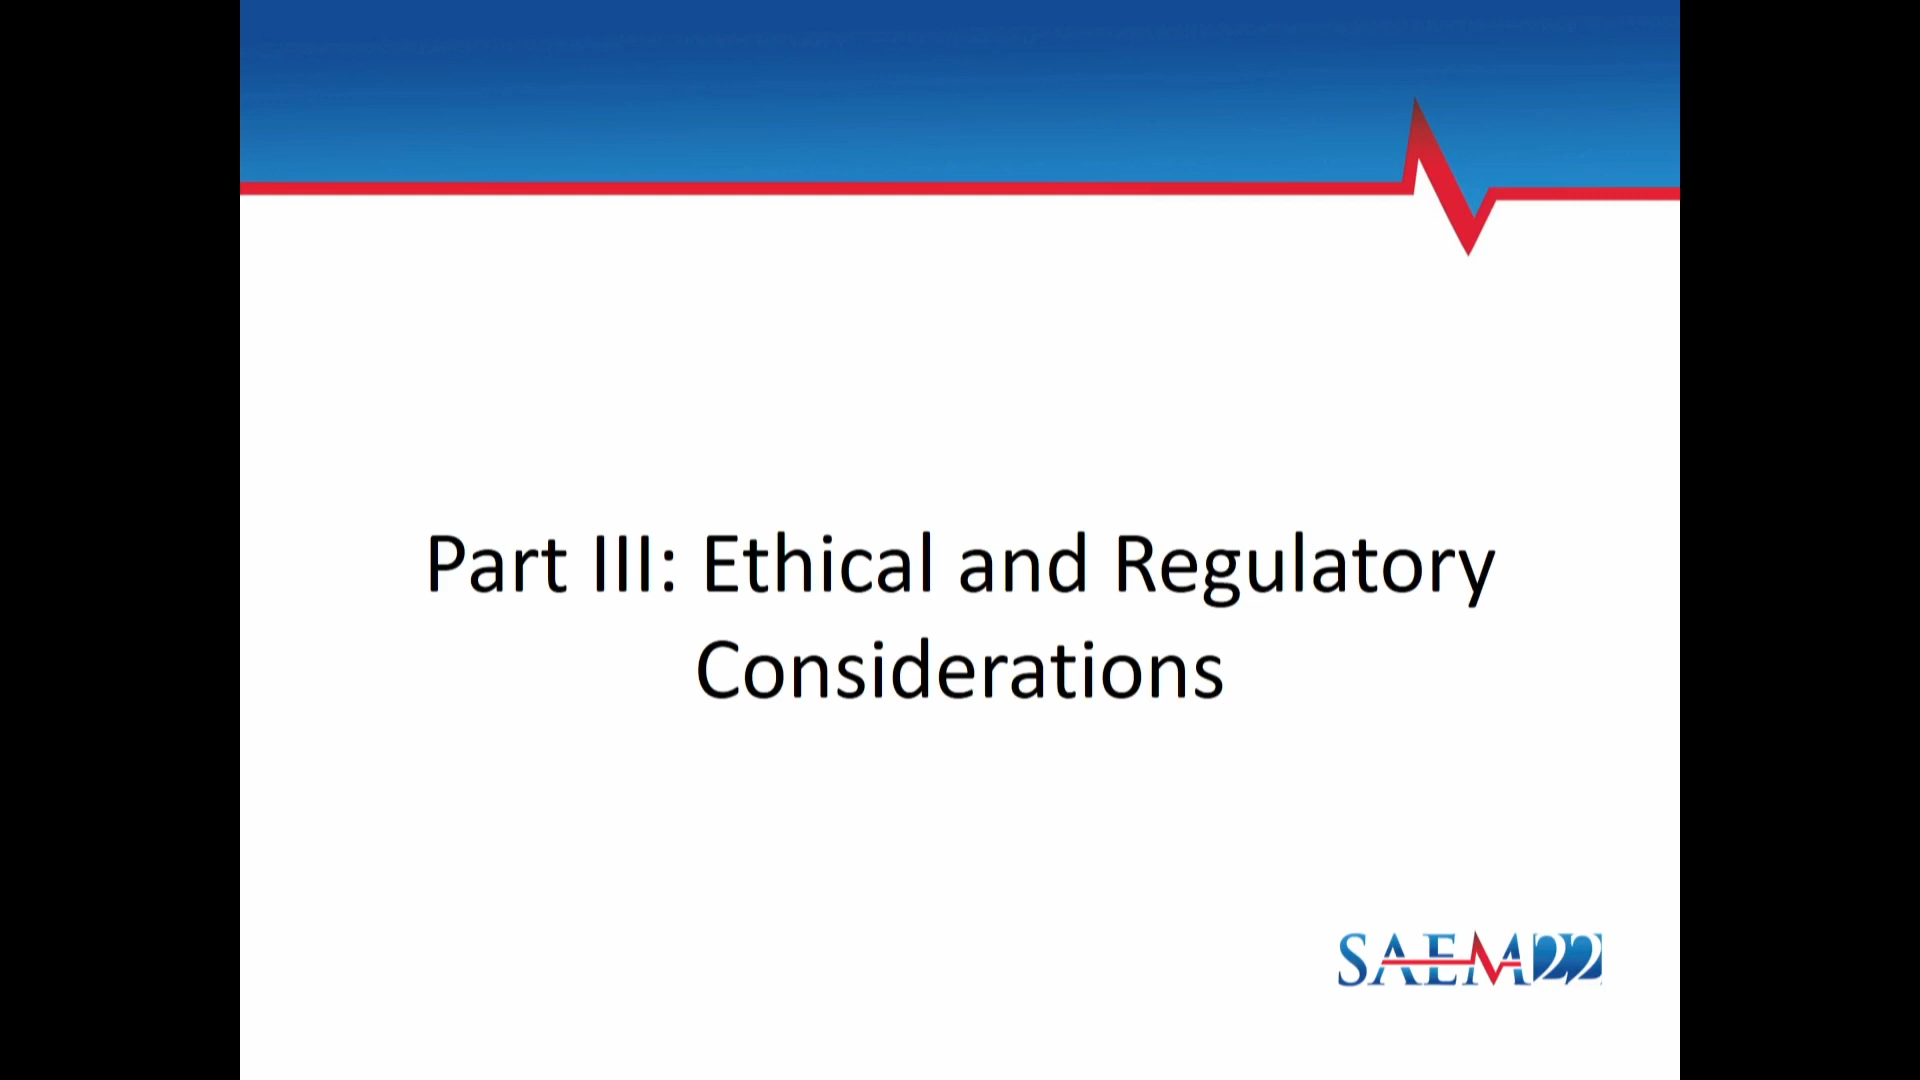 Part III: Ethical and Regulatory
Considerations
SAEM22